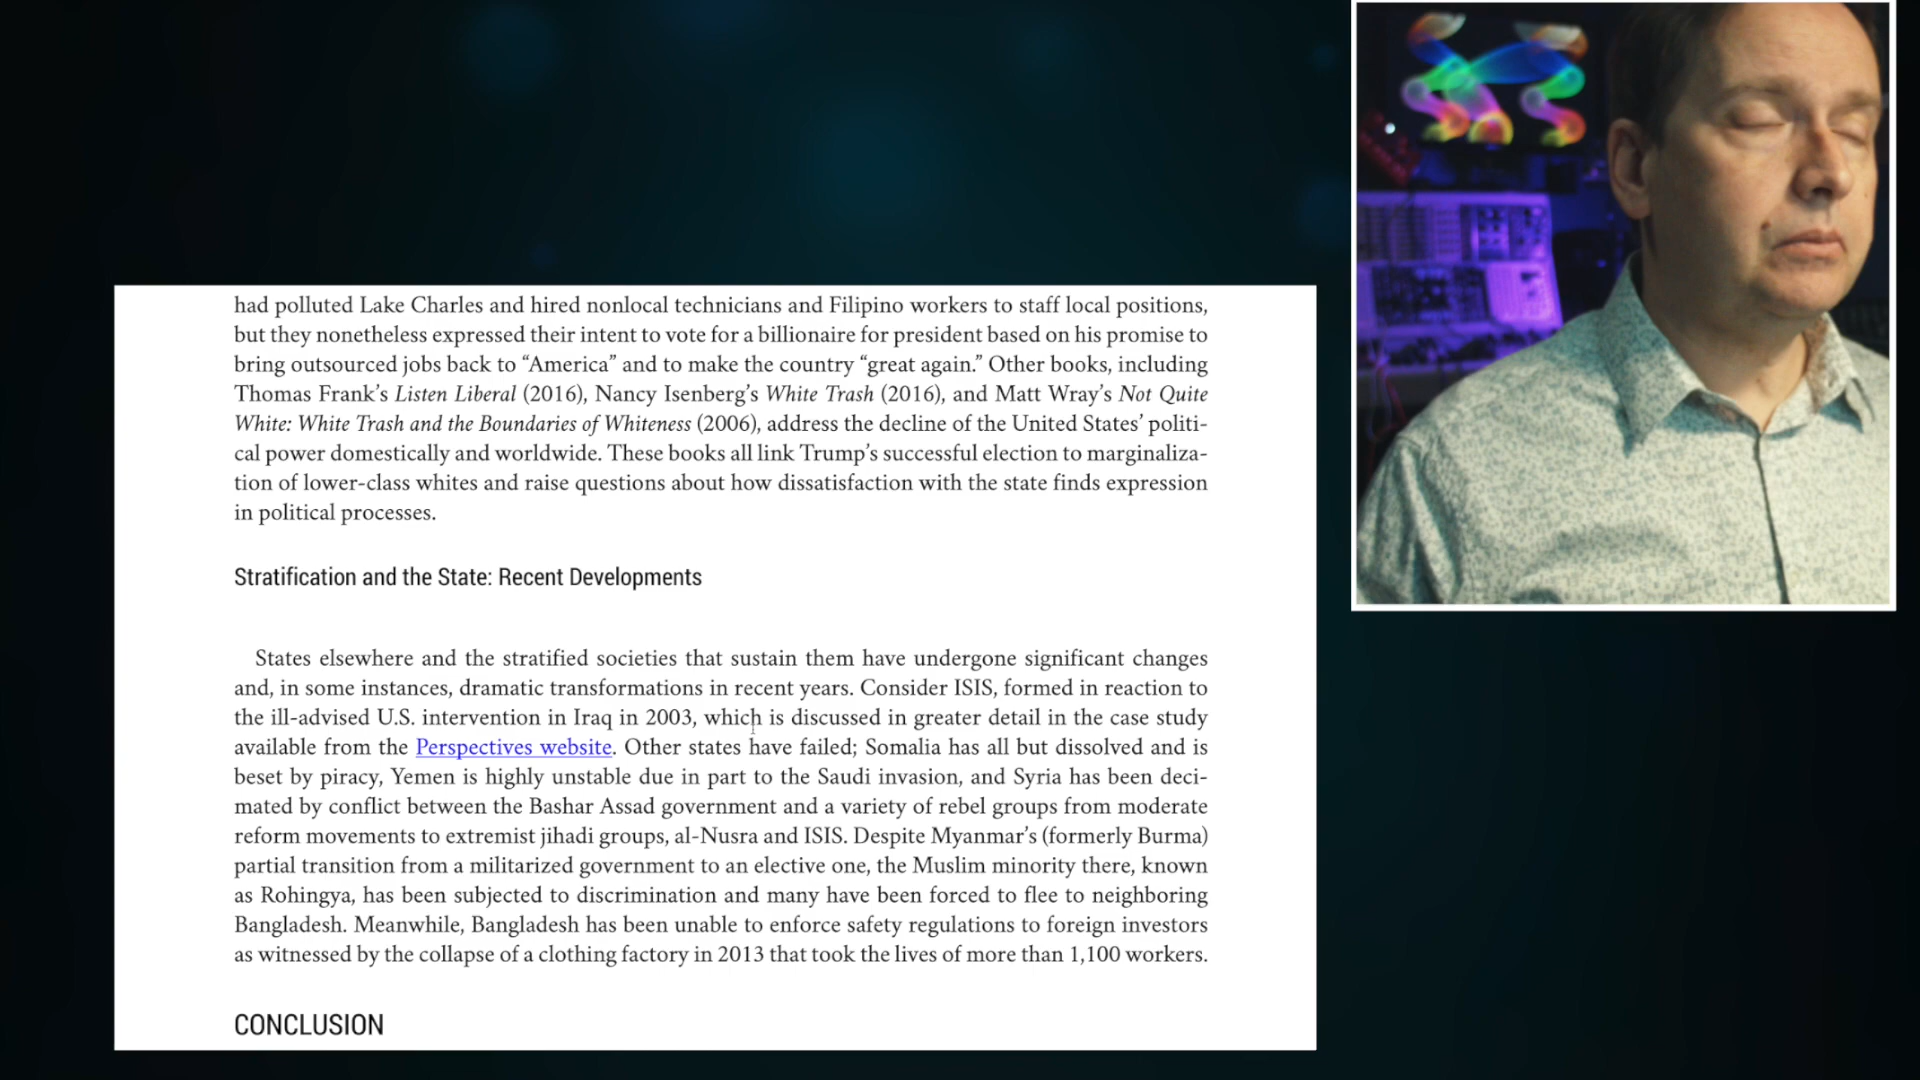 had polluted Lake Charles and hired nonlocal technicians and Filipino workers to staff local positions,
but they nonetheless expressed their intent to vote for a billionaire for president based on his promise to
bring outsourced jobs back to “America” and to make the country “great again.” Other books, including
Thomas Frank’s Listen Liberal (2016), Nancy Isenberg’s White Trash (2016), and Matt Wray’s Not Quite
White: White Trash and the Boundaries of Whiteness (2006), address the decline of the United States’ politi-
cal power domestically and worldwide. These books all link Trump’s successful election to marginaliza-
tion of lower-class whites and raise questions about how dissatisfaction with the state finds expression
in political processes.
Stratification and the State: Recent Developments
States elsewhere and the stratified societies that sustain them have undergone significant changes
and, in some instances, dramatic transformations in recent years. Consider ISIS, formed in reaction to
the ill-advised U.S. intervention in Iraq in 2003, which is discussed in greater detail in the case study
available from the Perspectives website. Other states have failed; Somalia has all but dissolved and is
beset by piracy, Yemen is highly unstable due in part to the Saudi invasion, and Syria has been deci-
mated by conflict between the Bashar Assad government and a variety of rebel groups from moderate
reform movements to extremist jihadi groups, al-Nusra and ISIS. Despite Myanmar’s (formerly Burma)
partial transition from a militarized government to an elective one, the Muslim minority there, known
as Rohingya, has been subjected to discrimination and many have been forced to flee to neighboring
Bangladesh. Meanwhile, Bangladesh has been unable to enforce safety regulations to foreign investors
as witnessed by the collapse of a clothing factory in 2013 that took the lives of more than 1,100 workers.
CONCLUSION